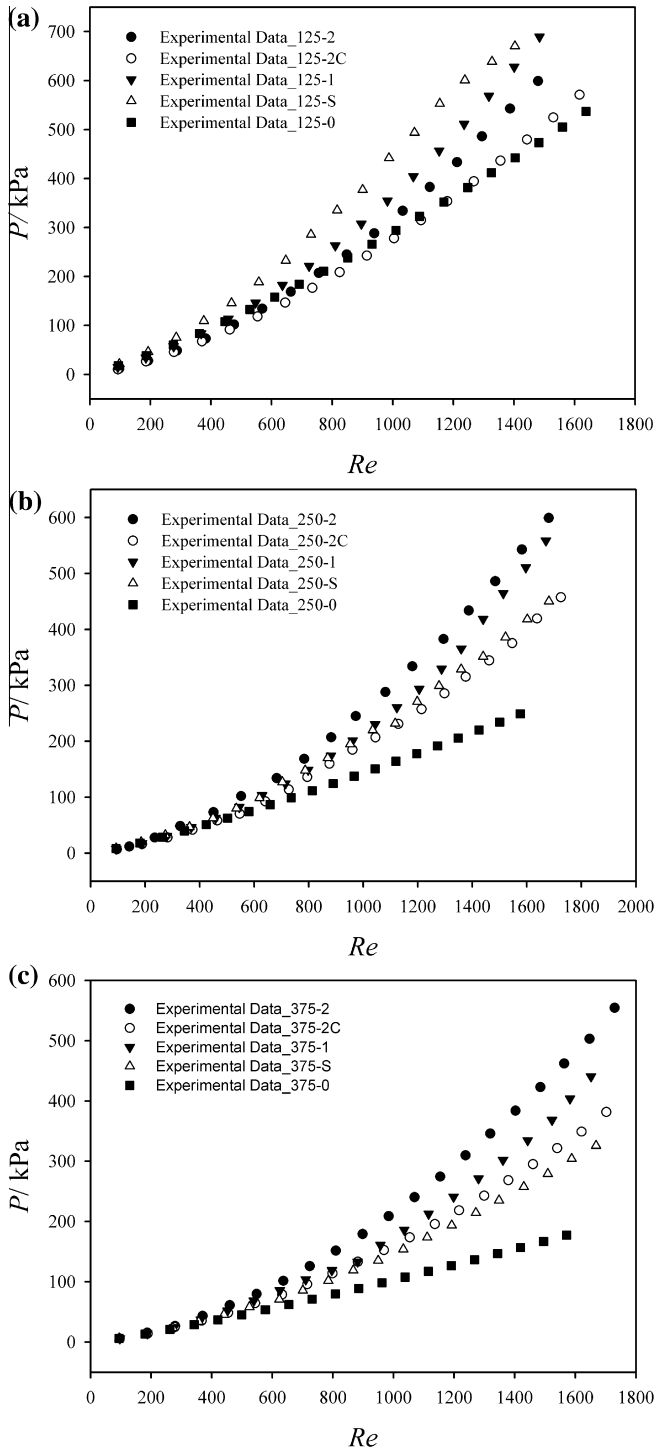 (a)
700
600
500
400
300
200
100
0
P/ kPa
Experimental Data_125-2
Experimental Data_125-2C
Experimental Data_125-1
Experimental Data_125-S
Experimental Data_125-0
0 200 400 600 800 1000 1200 1400 1600 1800
Re
(b)
600
500
400
300
200
100
0
P/ kPa
Experimental Data_250-2
Experimental Data_250-2C
Experimental Data_250-1
Experimental Data_250-S
Experimental Data_250-0
0 200 400 600 800 1000 1200 1400 1600 1800 2000
Re
(c)
600
500
400
300
200
100
0
P/ kPa
Experimental Data_375-2
Experimental Data_375-2C
Experimental Data_375-1
Experimental Data_375-S
Experimental Data_375-0
0 200 400 600 800 1000 1200 1400 1600 1800
Re